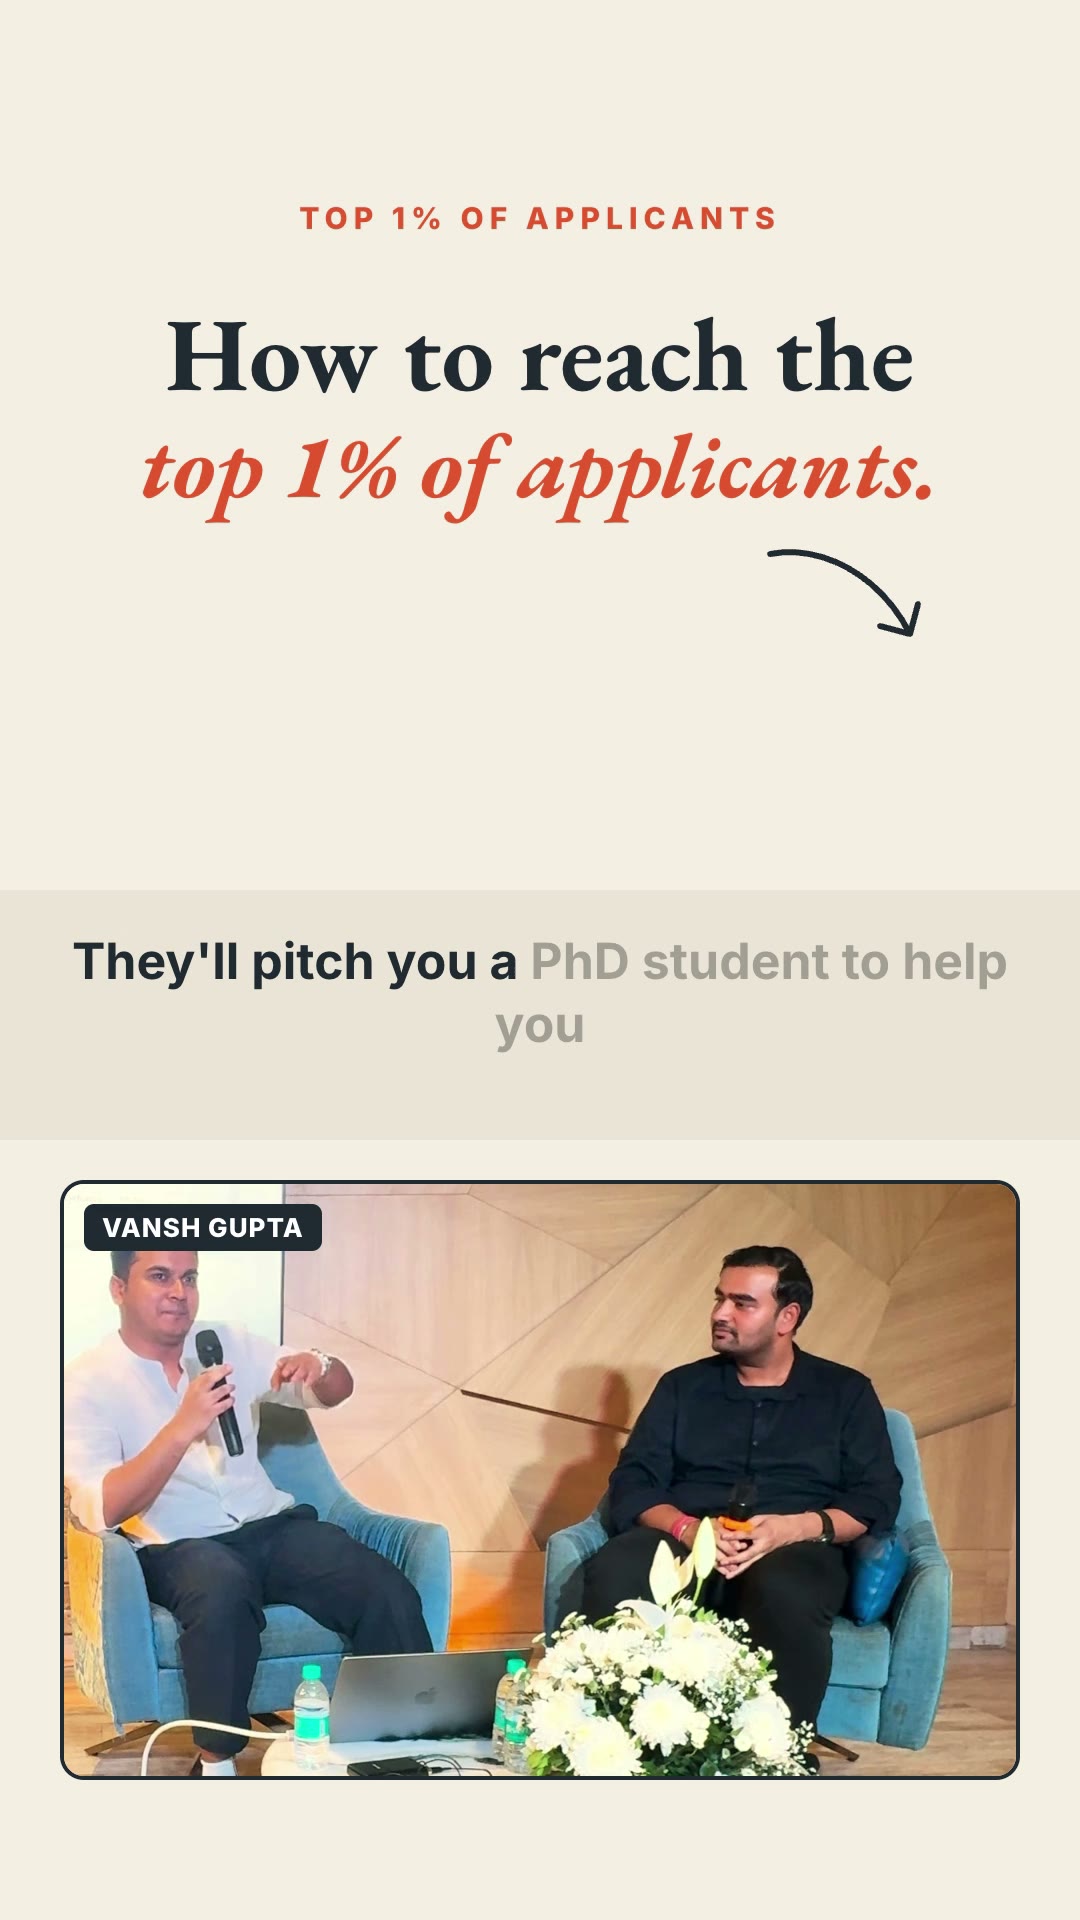 TOP 1% OF APPLICANTS
How to reach the
top 1% of applicants.
They'll pitch you a PhD student to help
you
VANSH GUPTA